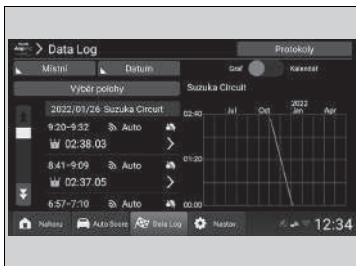 > Data Log
Protokoly
Místní
Datum
Graf
Kalendář
Výběr polohy
Suzuka Circuit
2022/01/26 Suzuka Circuit
9:20-9:32 Auto
02:38.03 >
8:41-9:09 Auto
02:37.05 >
6:57-7:10 Auto
02:40
01:20
00:00
Jul Oct 2022 Jan Apr
Nahoru
Auto Score
Data Log
Nastav.
12:34